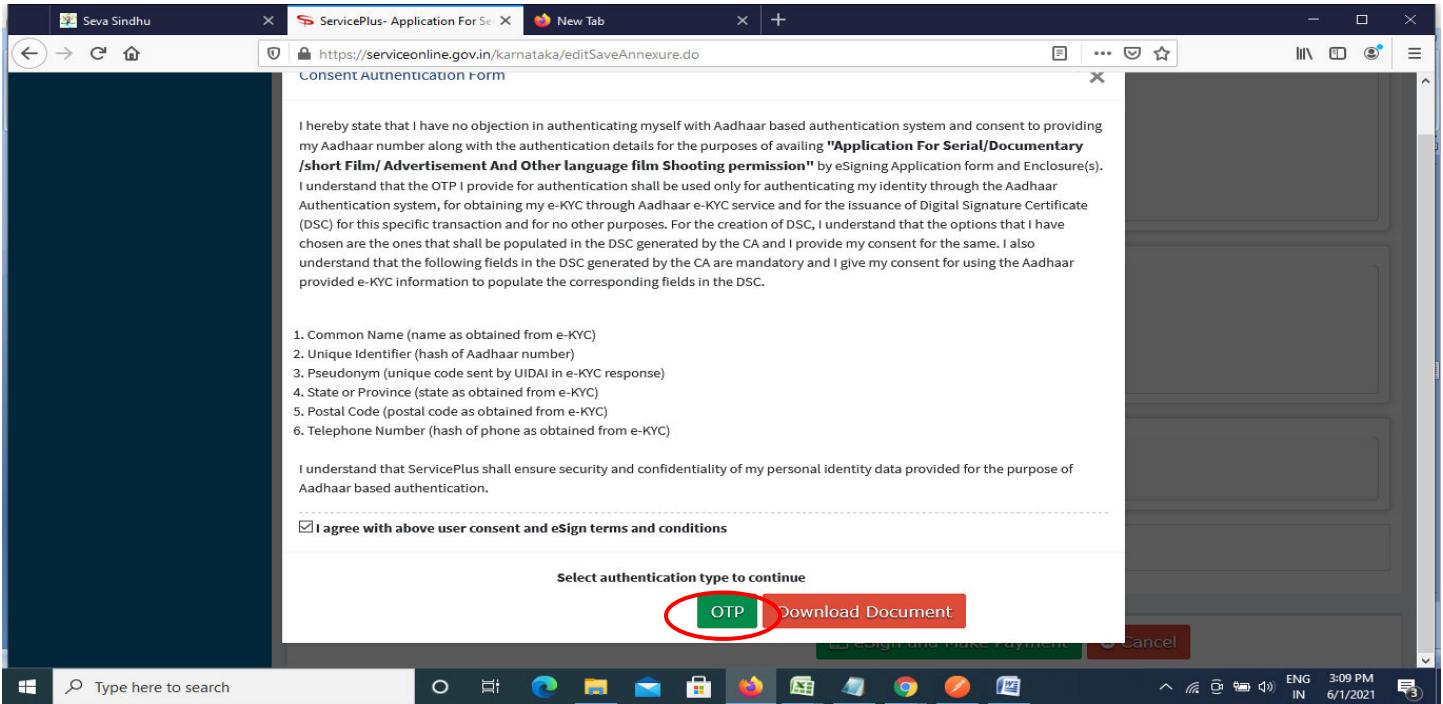 Seva Sindhu
ServicePlus- Application For Se
New Tab
https://serviceonline.gov.in/karnataka/editSaveAnnexure.do
Consent Authentication Form
I hereby state that I have no objection in authenticating myself with Aadhaar based authentication system and consent to providing
my Aadhaar number along with the authentication details for the purposes of availing "Application For Serial/Documentary
/short Film/ Advertisement And Other language film Shooting permission" by eSigning Application form and Enclosure(s).
I understand that the OTP I provide for authentication shall be used only for authenticating my identity through the Aadhaar
Authentication system, for obtaining my e-KYC through Aadhaar e-KYC service and for the issuance of Digital Signature Certificate
(DSC) for this specific transaction and for no other purposes. For the creation of DSC, I understand that the options that I have
chosen are the ones that shall be populated in the DSC generated by the CA and I provide my consent for the same. I also
understand that the following fields in the DSC generated by the CA are mandatory and I give my consent for using the Aadhaar
provided e-KYC information to populate the corresponding fields in the DSC.
1. Common Name (name as obtained from e-KYC)
2. Unique Identifier (hash of Aadhaar number)
3. Pseudonym (unique code sent by UIDAI in e-KYC response)
4. State or Province (state as obtained from e-KYC)
5. Postal Code (postal code as obtained from e-KYC)
6. Telephone Number (hash of phone as obtained from e-KYC)
I understand that ServicePlus shall ensure security and confidentiality of my personal identity data provided for the purpose of
Aadhaar based authentication.
I agree with above user consent and eSign terms and conditions
Select authentication type to continue
OTP Download Document
eSign and Make Payment Cancel
Type here to search
ENG 3:09 PM
IN 6/1/2021
3